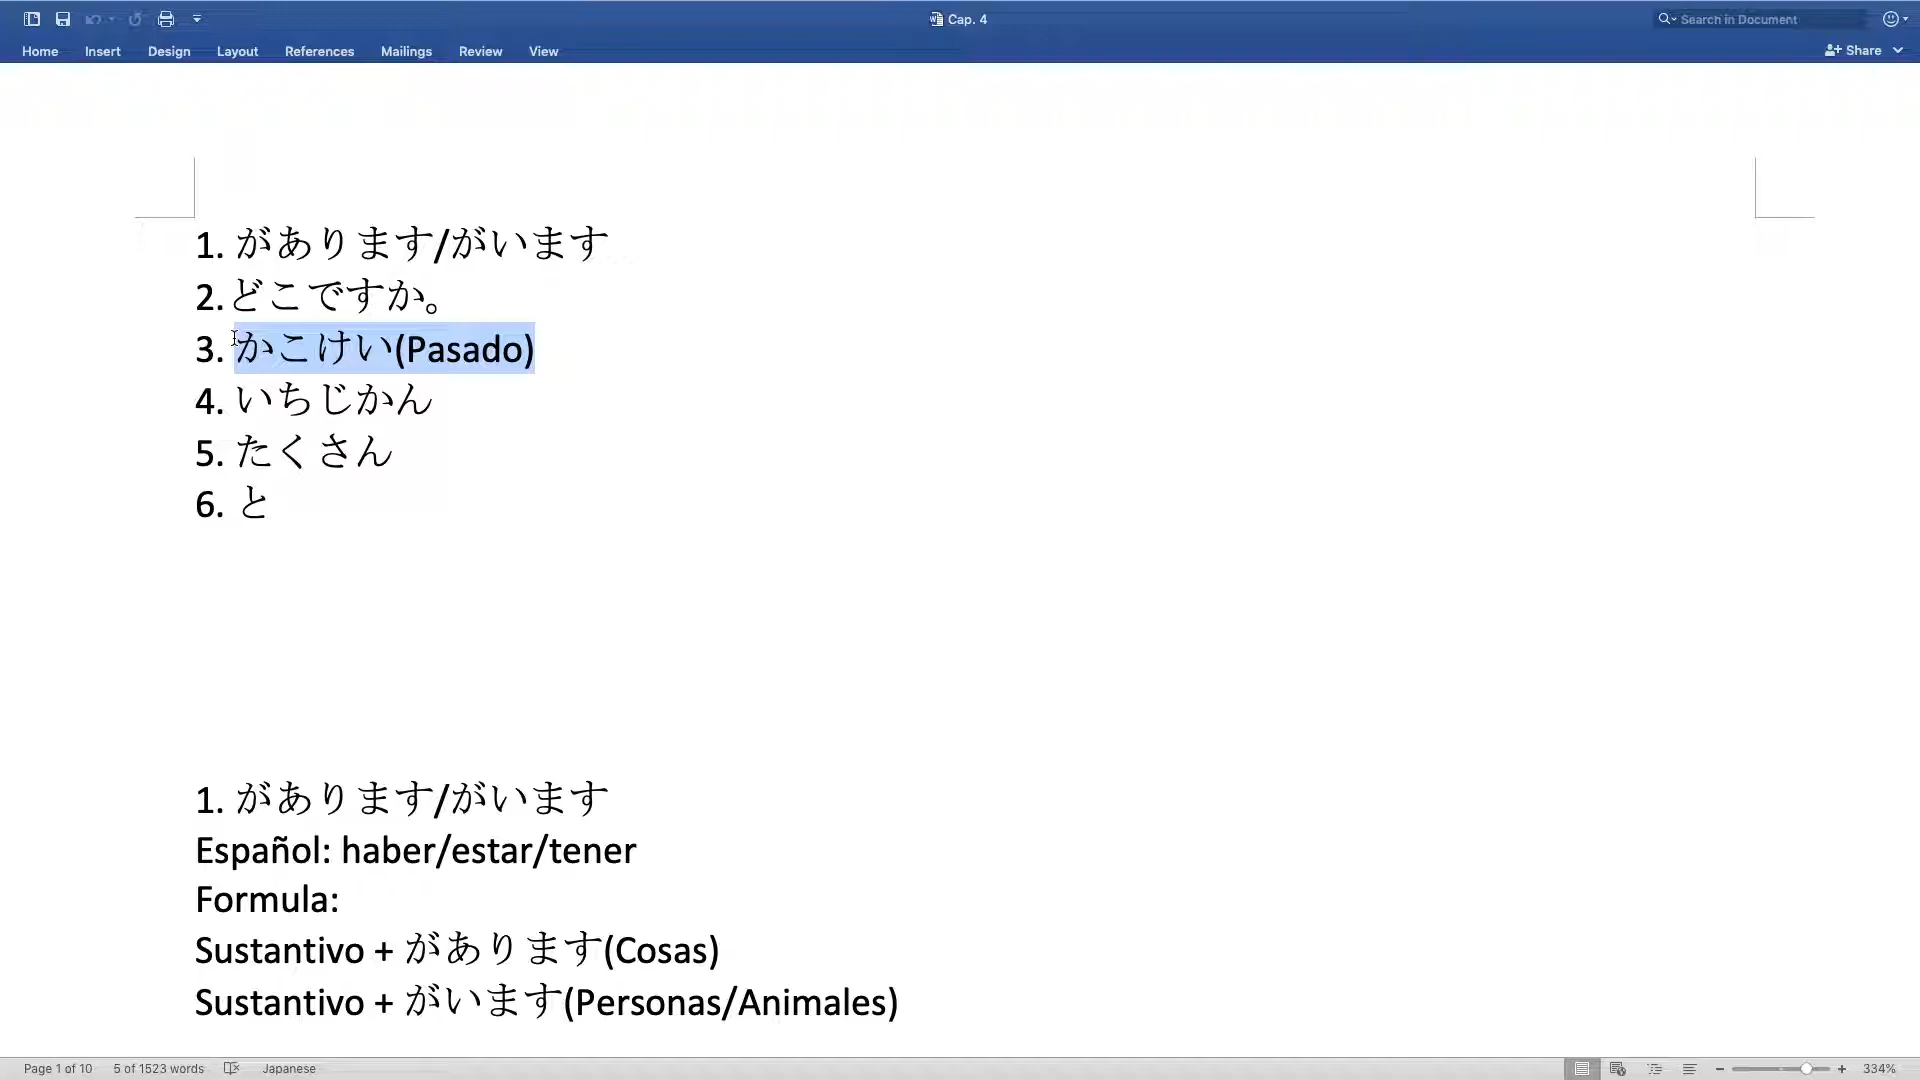 Cap. 4
Search in Document
Home Insert Design Layout References Mailings Review View
Share
1. があります/がいます
2.どこですか。
3. かこけい(Pasado)
4. いちじかん
5. たくさん
6. と
1. があります/がいます
Español: haber/estar/tener
Formula:
Sustantivo + があります(Cosas)
Sustantivo + がいます(Personas/Animales)
Page 1 of 10 5 of 1523 words Japanese 334%